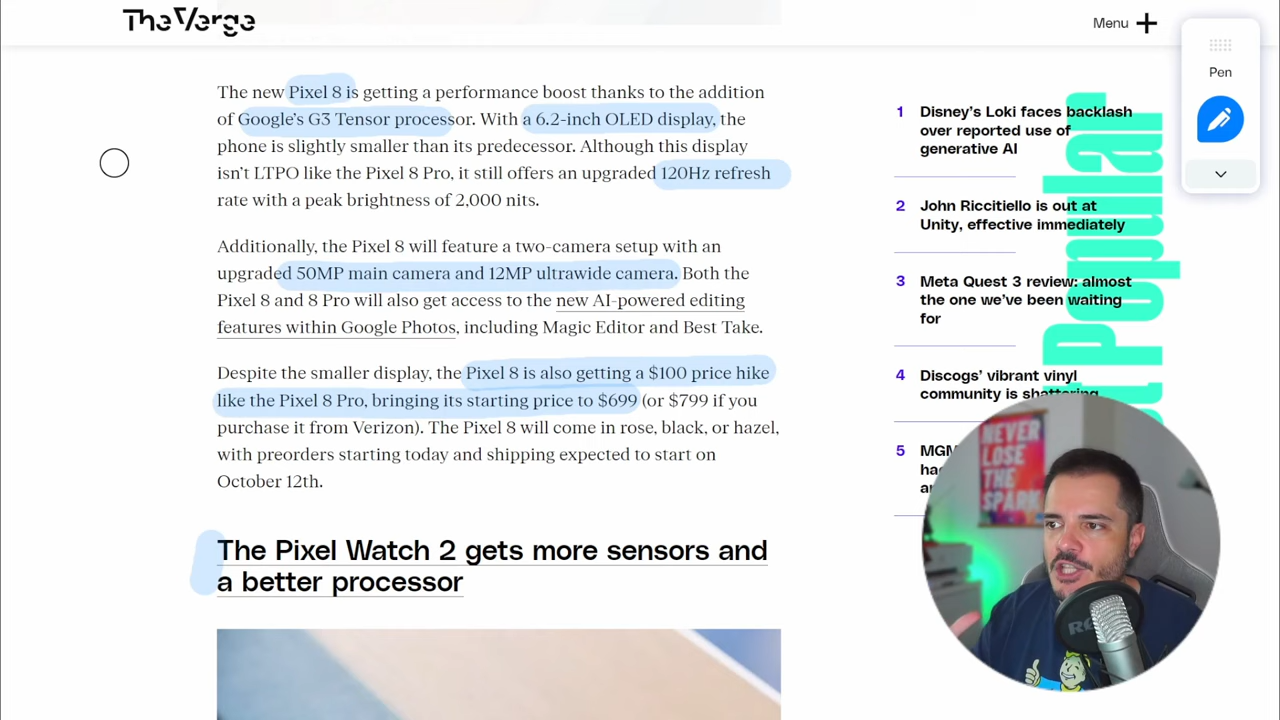 The Verge
Menu
Pen
The new Pixel 8 is getting a performance boost thanks to the addition
of Google's G3 Tensor processor. With a 6.2-inch OLED display, the
phone is slightly smaller than its predecessor. Although this display
isn't LTPO like the Pixel 8 Pro, it still offers an upgraded 120Hz refresh
rate with a peak brightness of 2,000 nits.
Additionally, the Pixel 8 will feature a two-camera setup with an
upgraded 50MP main camera and 12MP ultrawide camera. Both the
Pixel 8 and 8 Pro will also get access to the new AI-powered editing
features within Google Photos, including Magic Editor and Best Take.
Despite the smaller display, the Pixel 8 is also getting a $100 price hike
like the Pixel 8 Pro, bringing its starting price to $699 (or $799 if you
purchase it from Verizon). The Pixel 8 will come in rose, black, or hazel,
with preorders starting today and shipping expected to start on
October 12th.
The Pixel Watch 2 gets more sensors and
a better processor
1 Disney's Loki faces backlash
over reported use of
generative AI
2 John Riccitiello is out at
Unity, effective immediately
3 Meta Quest 3 review: almost
the one we've been waiting
for
4 Discogs' vibrant vinyl
community is shattering
5 MGM
Popular
NEVER
LOSE
THE
SPARK